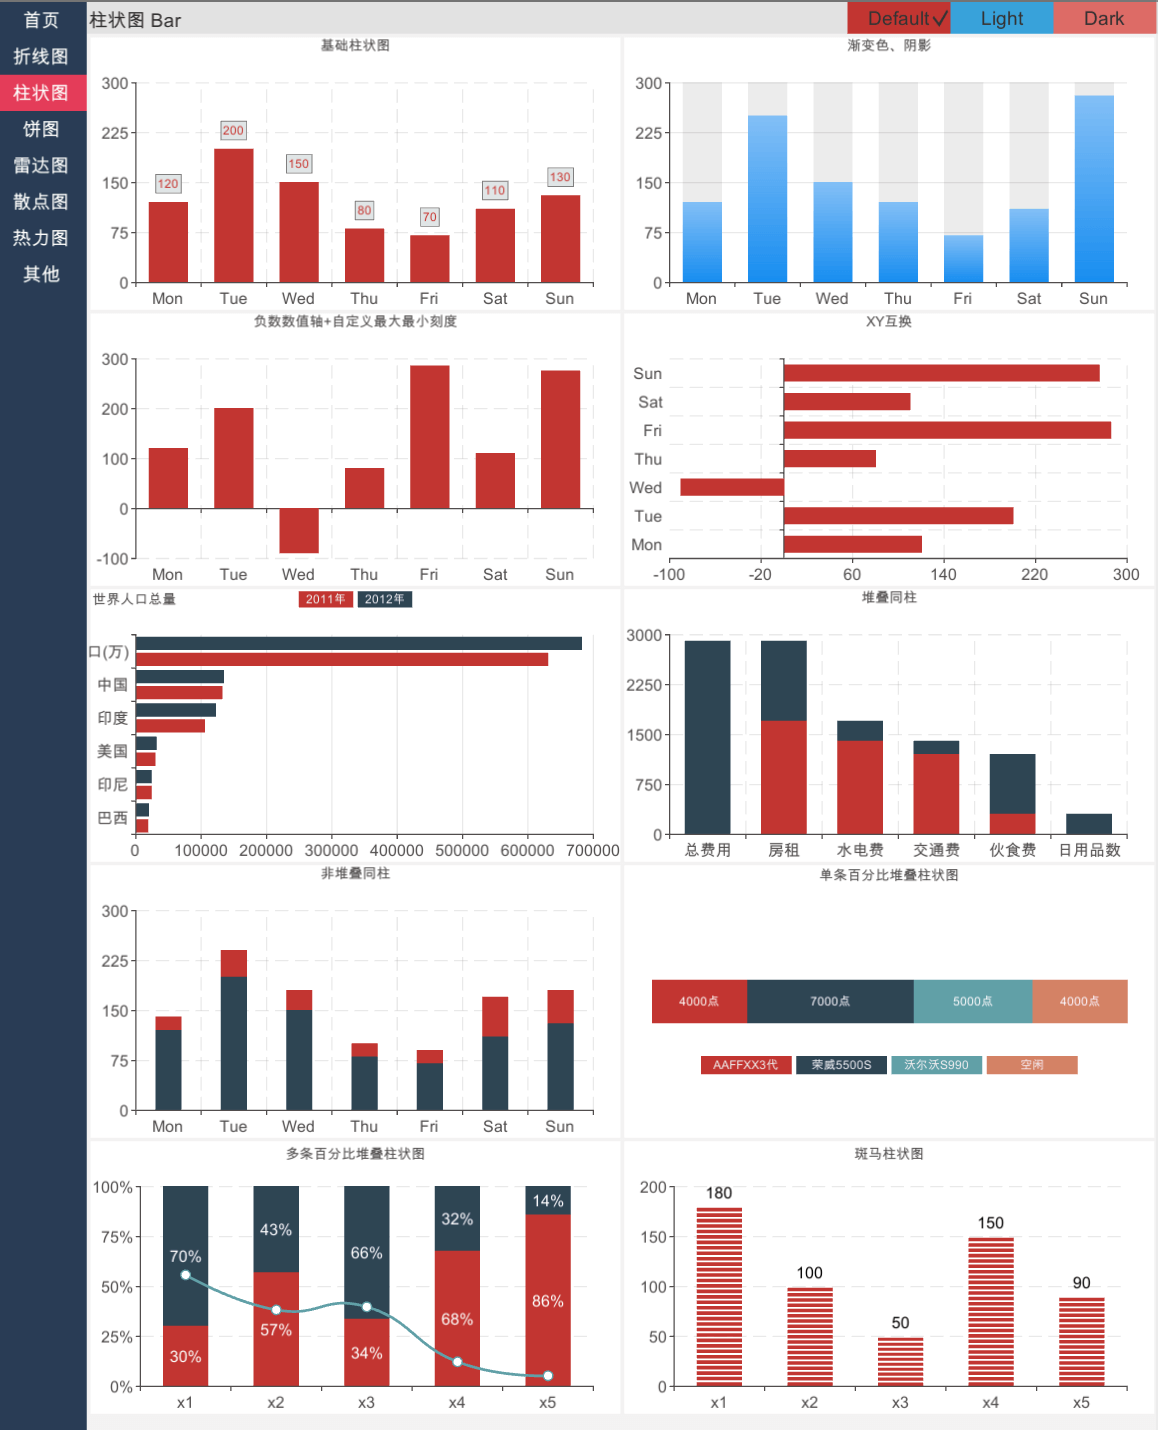 首页
折线图
柱状图
饼图
雷达图
散点图
热力图
其他
柱状图 Bar
Default✓
Light
Dark
基础柱状图
300
225
150
75
0
120
200
150
80
70
110
130
Mon Tue Wed Thu Fri Sat Sun
渐变色、阴影
300
225
150
75
0
Mon Tue Wed Thu Fri Sat Sun
负数数值轴+自定义最大最小刻度
300
200
100
0
-100
Mon Tue Wed Thu Fri Sat Sun
XY互换
Sun
Sat
Fri
Thu
Wed
Tue
Mon
-100 -20 60 140 220 300
世界人口总量
2011年 2012年
口(万)
中国
印度
美国
印尼
巴西
0 100000 200000 300000 400000 500000 600000 700000
堆叠同柱
3000
2250
1500
750
0
总费用 房租 水电费 交通费 伙食费 日用品数
非堆叠同柱
300
225
150
75
0
Mon Tue Wed Thu Fri Sat Sun
单条百分比堆叠柱状图
4000点 7000点 5000点 4000点
AAFFXX3代 荣威5500S 沃尔沃S990 空闲
多条百分比堆叠柱状图
100%
75%
50%
25%
0%
70% 43% 66% 32% 14%
30% 57% 34% 68% 86%
x1 x2 x3 x4 x5
斑马柱状图
200
150
100
50
0
180
100
50
150
90
x1 x2 x3 x4 x5